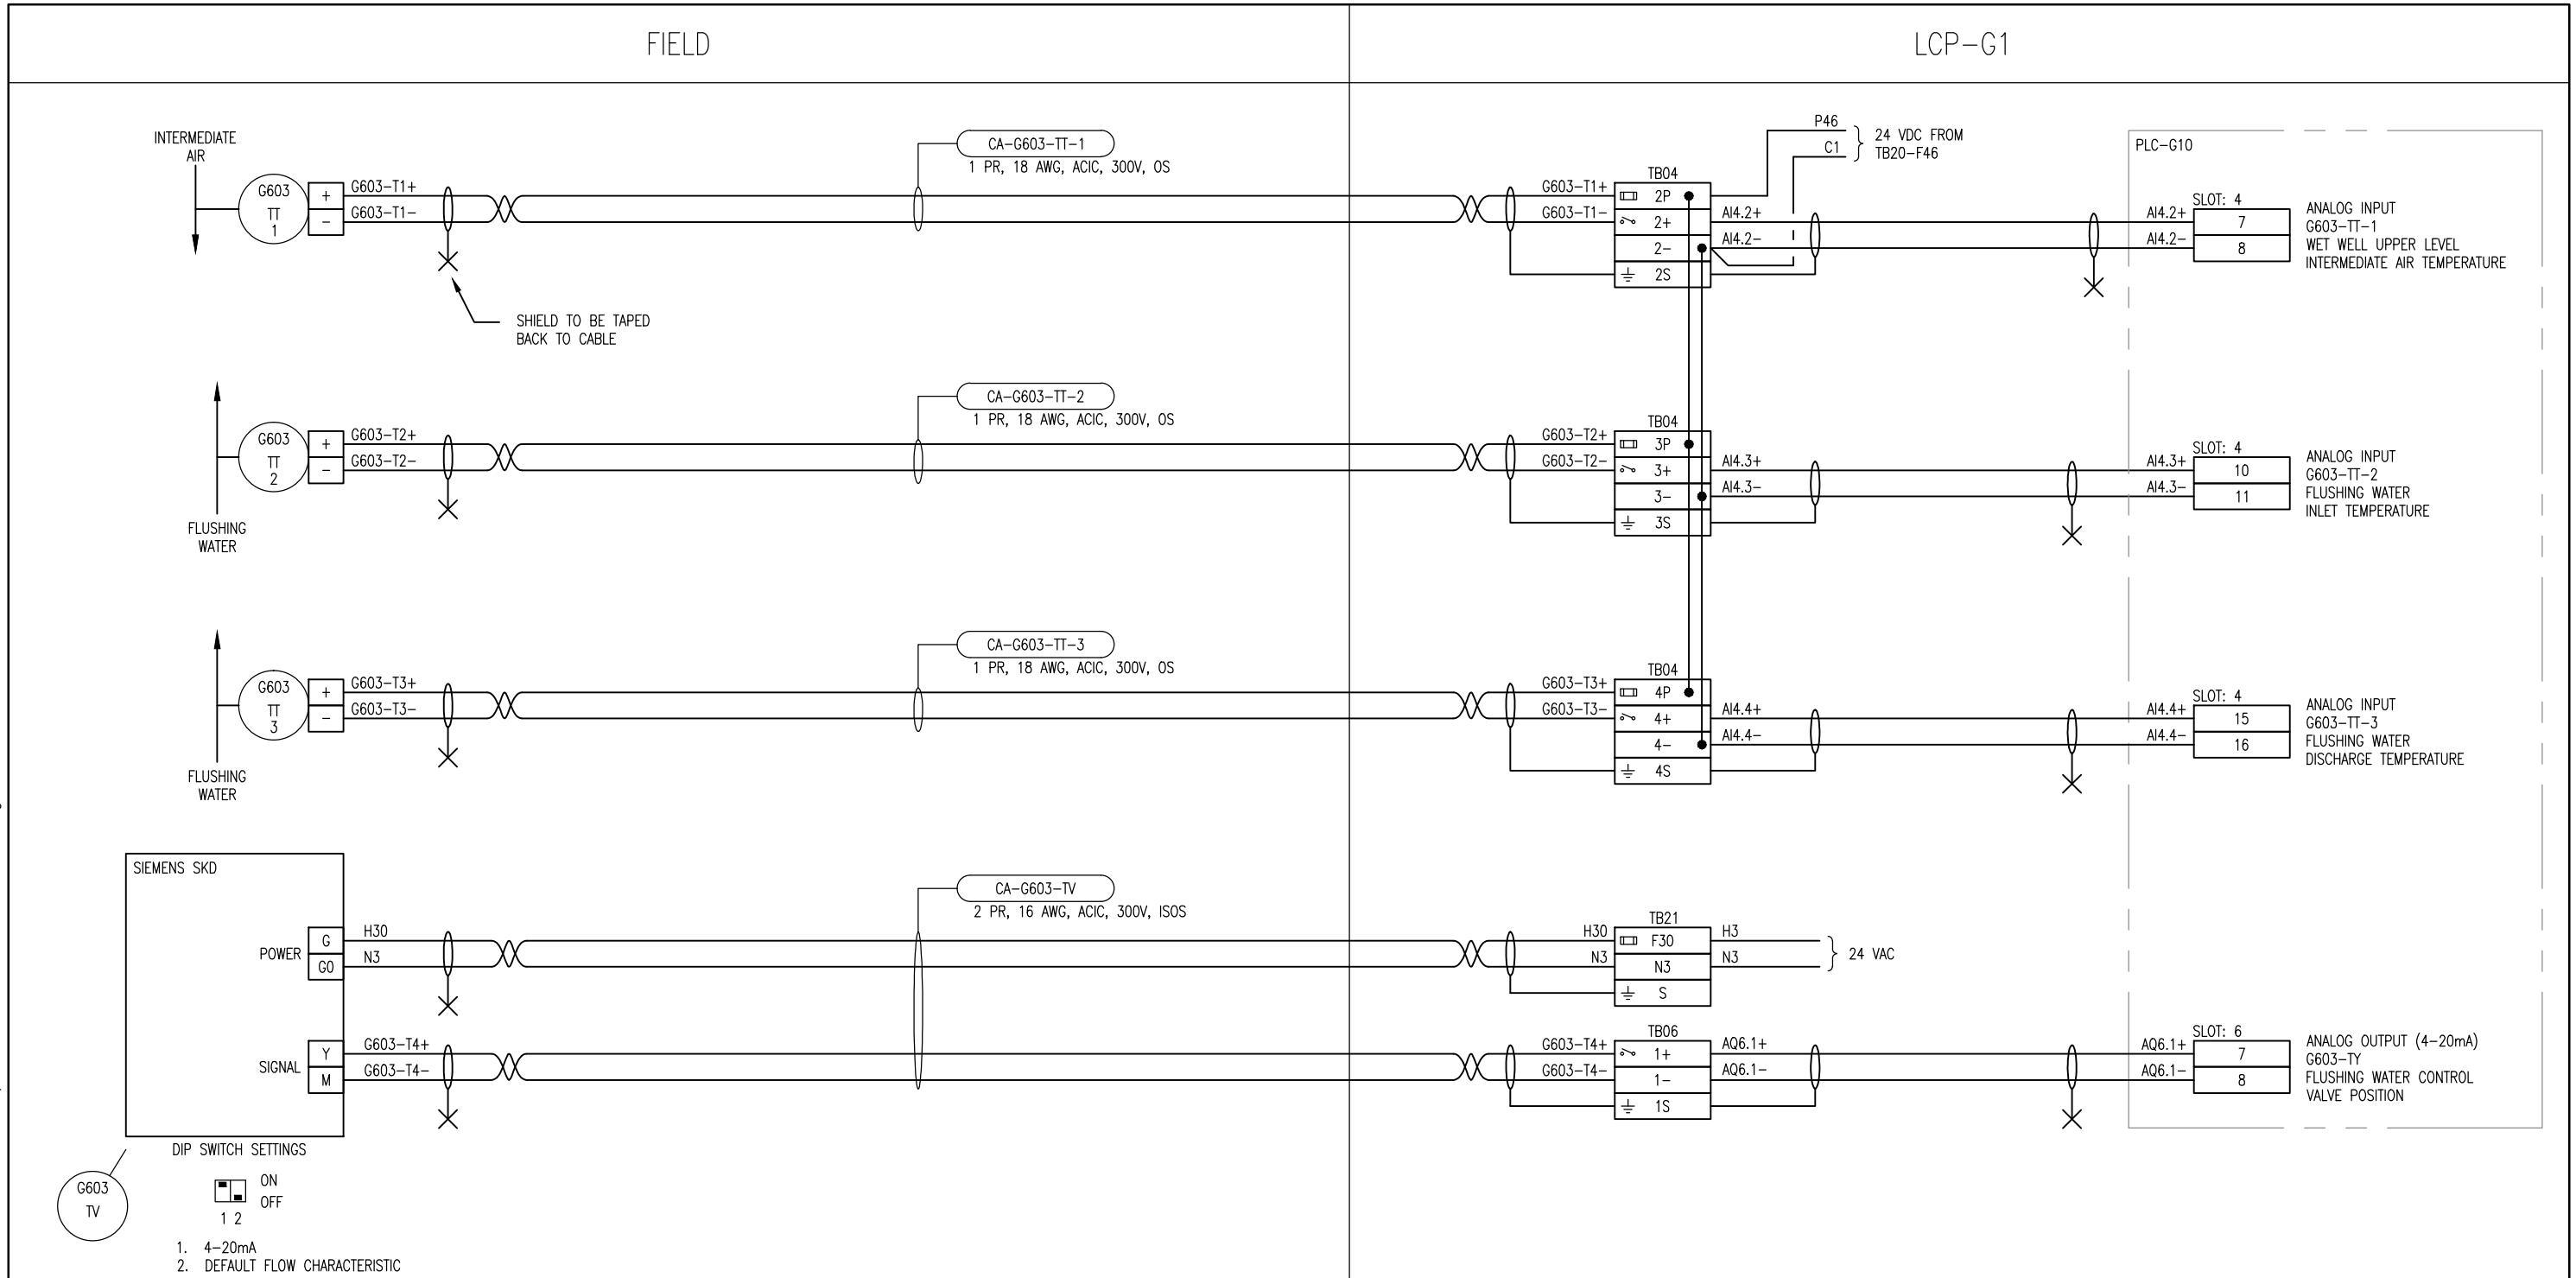 FIELD
LCP-G1
INTERMEDIATE
AIR
G603
TT
1
+
-
G603-T1+
G603-T1-
CA-G603-TT-1
1 PR, 18 AWG, ACIC, 300V, OS
SHIELD TO BE TAPED
BACK TO CABLE
G603-T1+
G603-T1-
TB04
2P
2+
2-
2S
P46
C1
24 VDC FROM
TB20-F46
AI4.2+
AI4.2-
PLC-G10
AI4.2+
AI4.2-
SLOT: 4
7
8
ANALOG INPUT
G603-TT-1
WET WELL UPPER LEVEL
INTERMEDIATE AIR TEMPERATURE
G603
TT
2
+
-
G603-T2+
G603-T2-
FLUSHING
WATER
CA-G603-TT-2
1 PR, 18 AWG, ACIC, 300V, OS
G603-T2+
G603-T2-
TB04
3P
3+
3-
3S
AI4.3+
AI4.3-
AI4.3+
AI4.3-
SLOT: 4
10
11
ANALOG INPUT
G603-TT-2
FLUSHING WATER
INLET TEMPERATURE
G603
TT
3
+
-
G603-T3+
G603-T3-
FLUSHING
WATER
CA-G603-TT-3
1 PR, 18 AWG, ACIC, 300V, OS
G603-T3+
G603-T3-
TB04
4P
4+
4-
4S
AI4.4+
AI4.4-
AI4.4+
AI4.4-
SLOT: 4
15
16
ANALOG INPUT
G603-TT-3
FLUSHING WATER
DISCHARGE TEMPERATURE
SIEMENS SKD
POWER
G
G0
H30
N3
CA-G603-TV
2 PR, 16 AWG, ACIC, 300V, ISOS
H30
N3
TB21
F30
N3
S
H3
N3
24 VAC
SIGNAL
Y
M
G603-T4+
G603-T4-
G603-T4+
G603-T4-
TB06
1+
1-
1S
AQ6.1+
AQ6.1-
AQ6.1+
AQ6.1-
SLOT: 6
7
8
ANALOG OUTPUT (4-20mA)
G603-TY
FLUSHING WATER CONTROL
VALVE POSITION
DIP SWITCH SETTINGS
G603
TV
ON
OFF
1 2
1. 4-20mA
2. DEFAULT FLOW CHARACTERISTIC